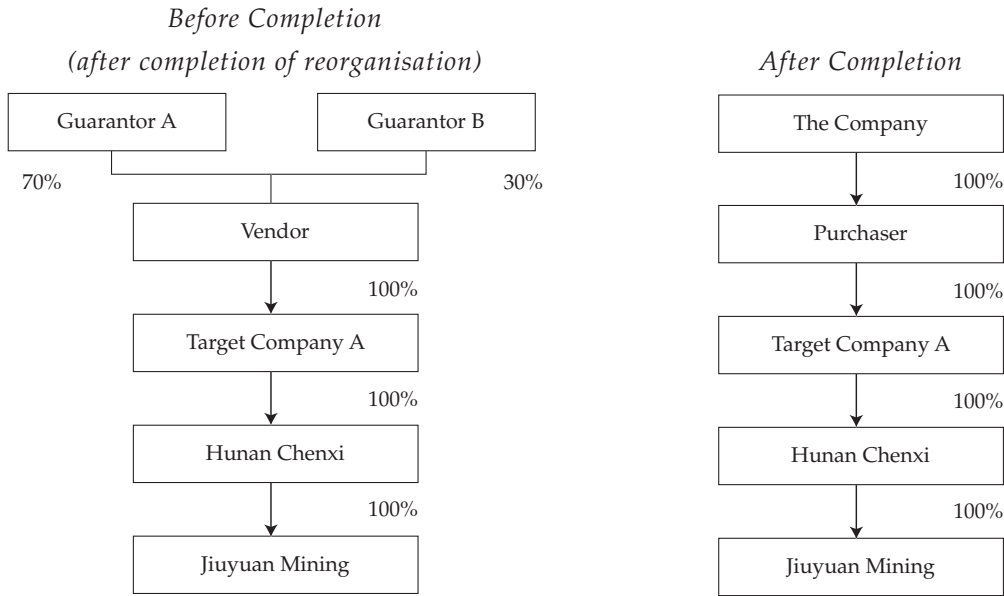 Before Completion
(after completion of reorganisation)
Guarantor A
Guarantor B
70%
30%
Vendor
100%
Target Company A
100%
Hunan Chenxi
100%
Jiuyuan Mining
After Completion
The Company
100%
Purchaser
100%
Target Company A
100%
Hunan Chenxi
100%
Jiuyuan Mining